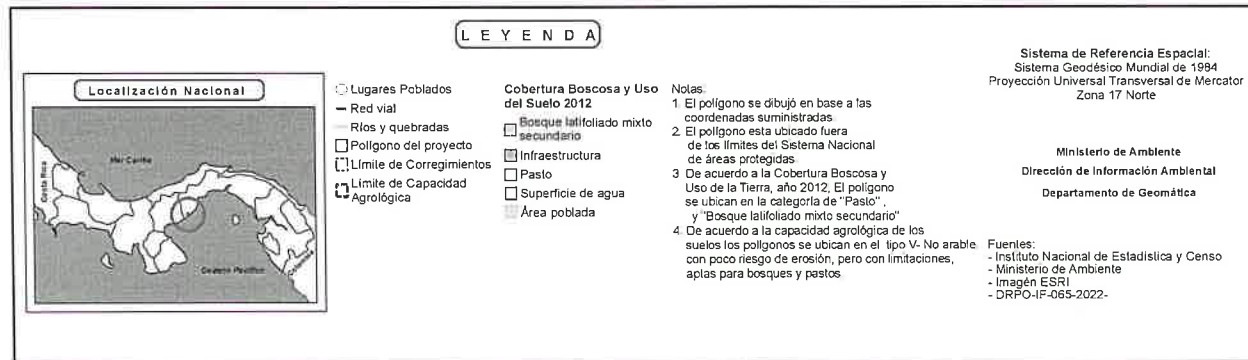 LEYENDA
Localización Nacional
Mar Caribe
Costa Rica
Océano Pacífico
Colombia
Lugares Poblados
Red vial
Ríos y quebradas
Polígono del proyecto
Límite de Corregimientos
Límite de Capacidad
Agrológica
Cobertura Boscosa y Uso
del Suelo 2012
Bosque latifoliado mixto
secundario
Infraestructura
Pasto
Superficie de agua
Área poblada
Notas:
1. El polígono se dibujó en base a las
coordenadas suministradas
2. El polígono esta ubicado fuera
de los límites del Sistema Nacional
de áreas protegidas
3 De acuerdo a la Cobertura Boscosa y
Uso de la Tierra, año 2012, El polígono
se ubican en la categoría de "Pasto" ,
y "Bosque latifoliado mixto secundario"
4. De acuerdo a la capacidad agrológica de los
suelos los polígonos se ubican en el tipo V- No arable,
con poco riesgo de erosión, pero con limitaciones,
aptas para bosques y pastos
Sistema de Referencia Espacial:
Sistema Geodésico Mundial de 1984
Proyección Universal Transversal de Mercator
Zona 17 Norte
Ministerio de Ambiente
Dirección de Información Ambiental
Departamento de Geomática
Fuentes:
- Instituto Nacional de Estadística y Censo
- Ministerio de Ambiente
- Imagén ESRI
- DRPO-IF-065-2022-